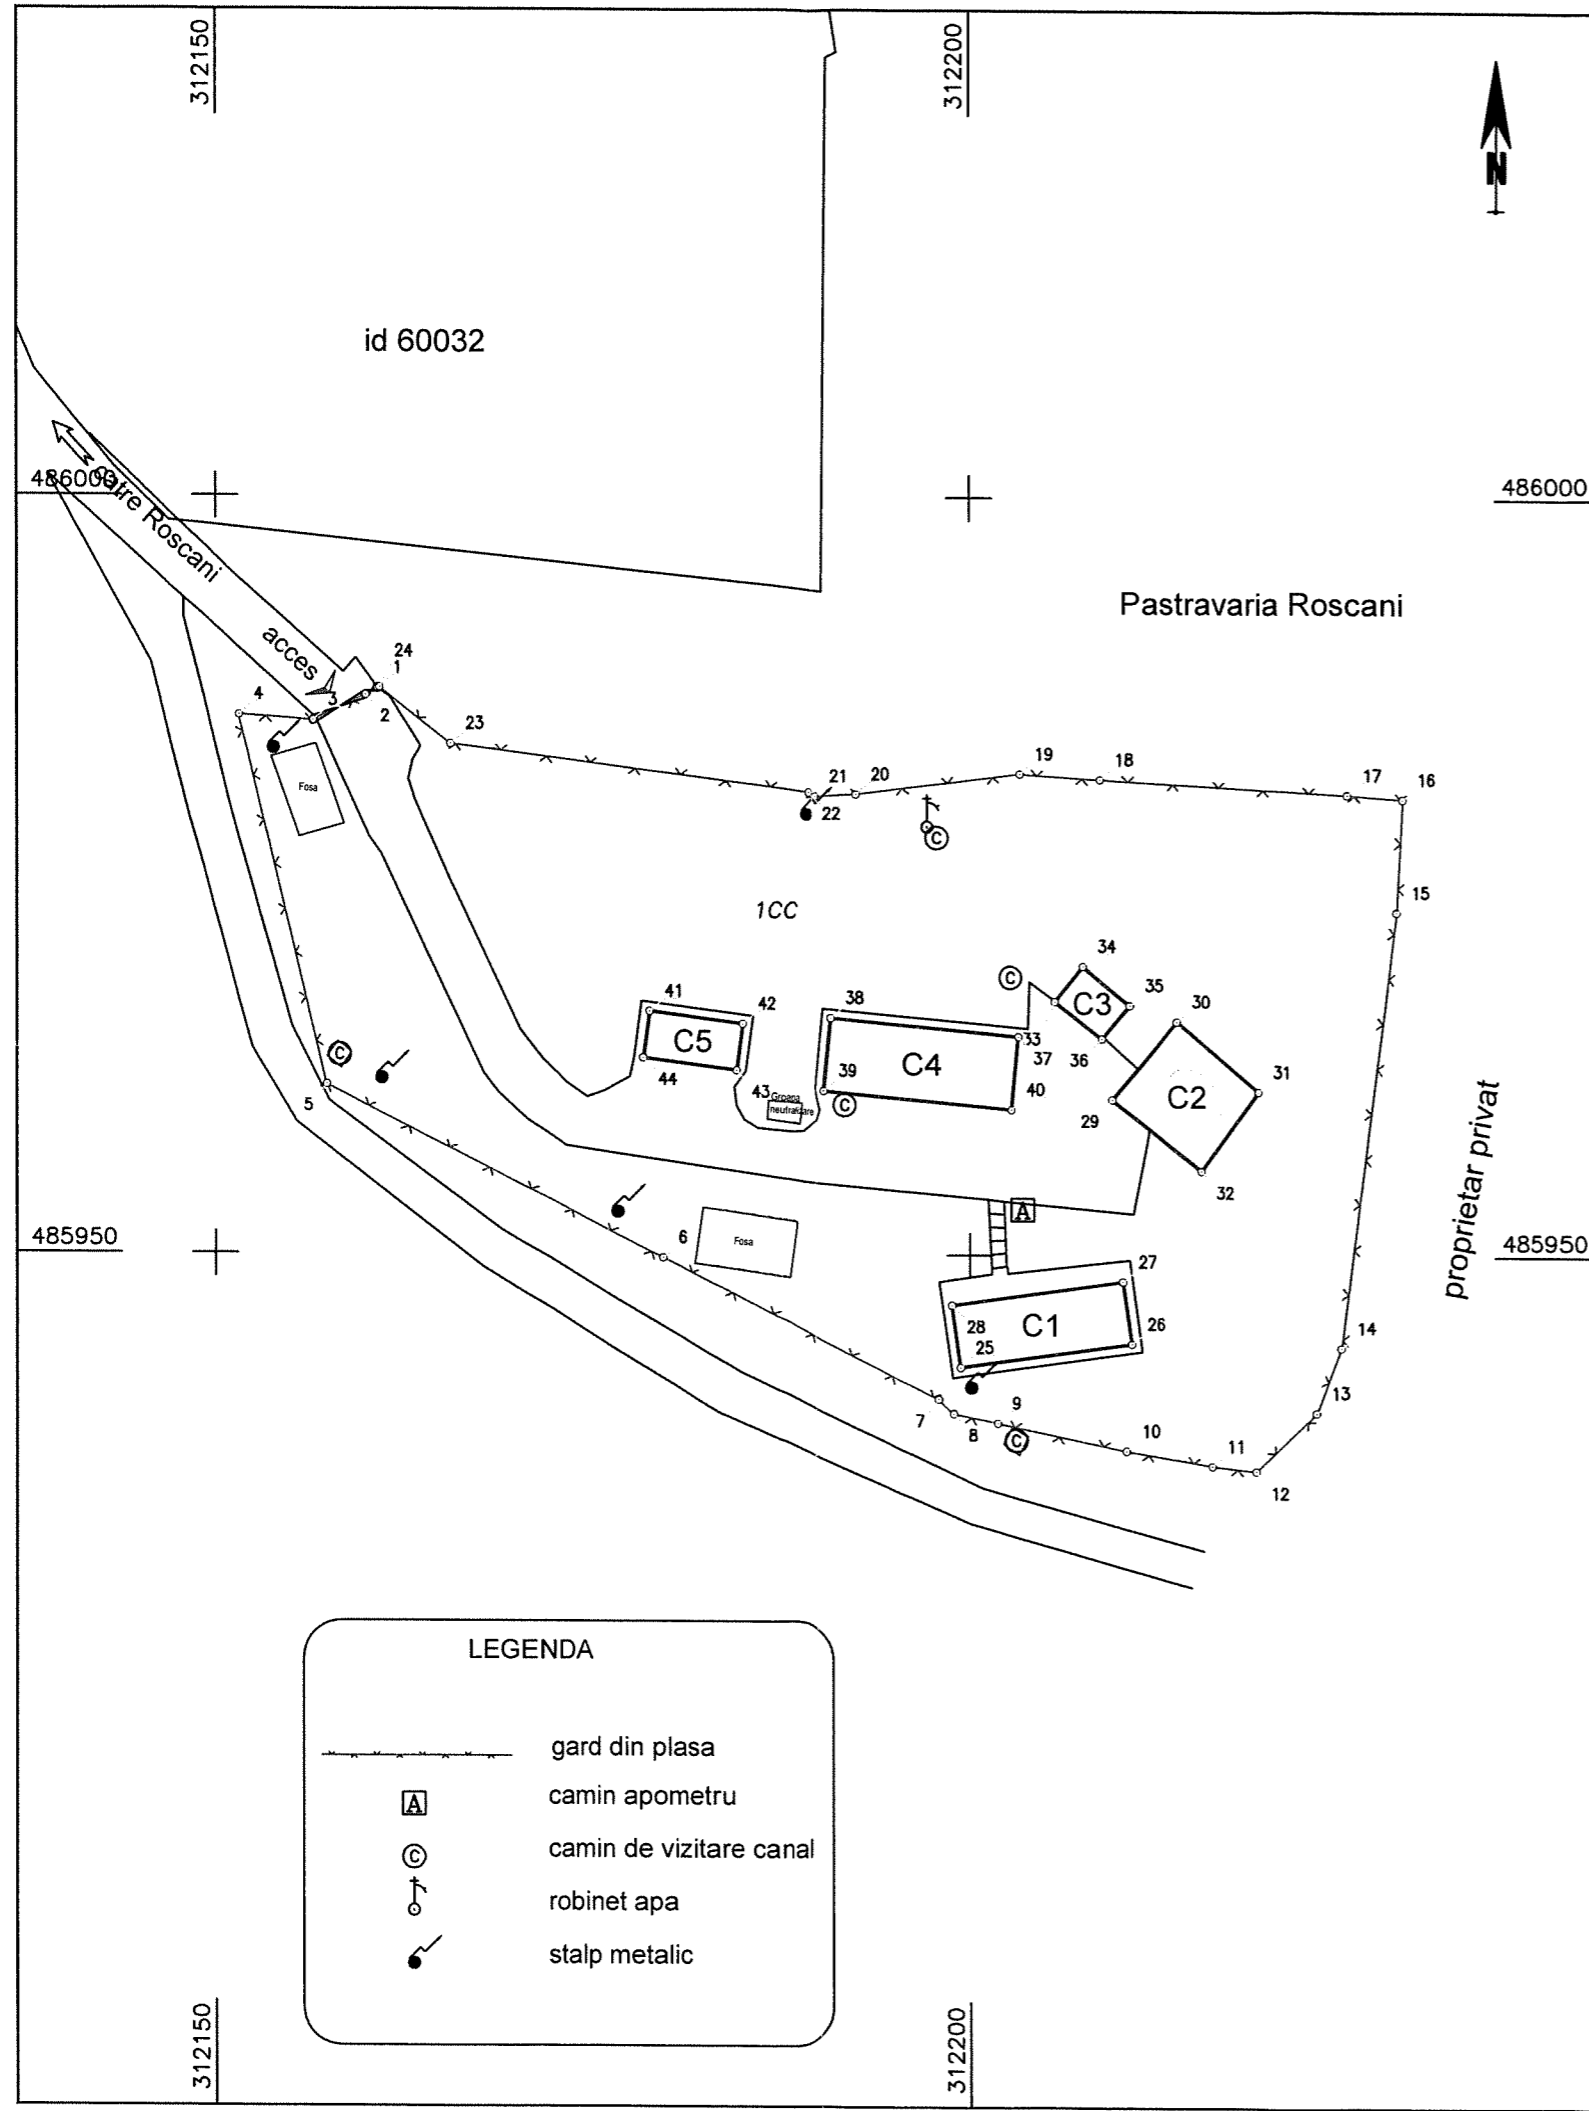 312150
312200
N
id 60032
486000
486000
catre Roscani
Pastravaria Roscani
acces
24
1
4
3
2
23
Fosa
21
20
19
18
17
16
22
C
1CC
15
34
C
C3
35
30
41
42
38
33
C5
C4
37
36
C
39
40
31
C2
44
43
Groapa
neutralizare
C
29
5
32
proprietar privat
A
485950
6
Fosa
485950
27
28
C1
26
25
14
13
7
8
9
C
10
11
12
LEGENDA
gard din plasa
A camin apometru
C camin de vizitare canal
robinet apa
stalp metalic
312150
312200